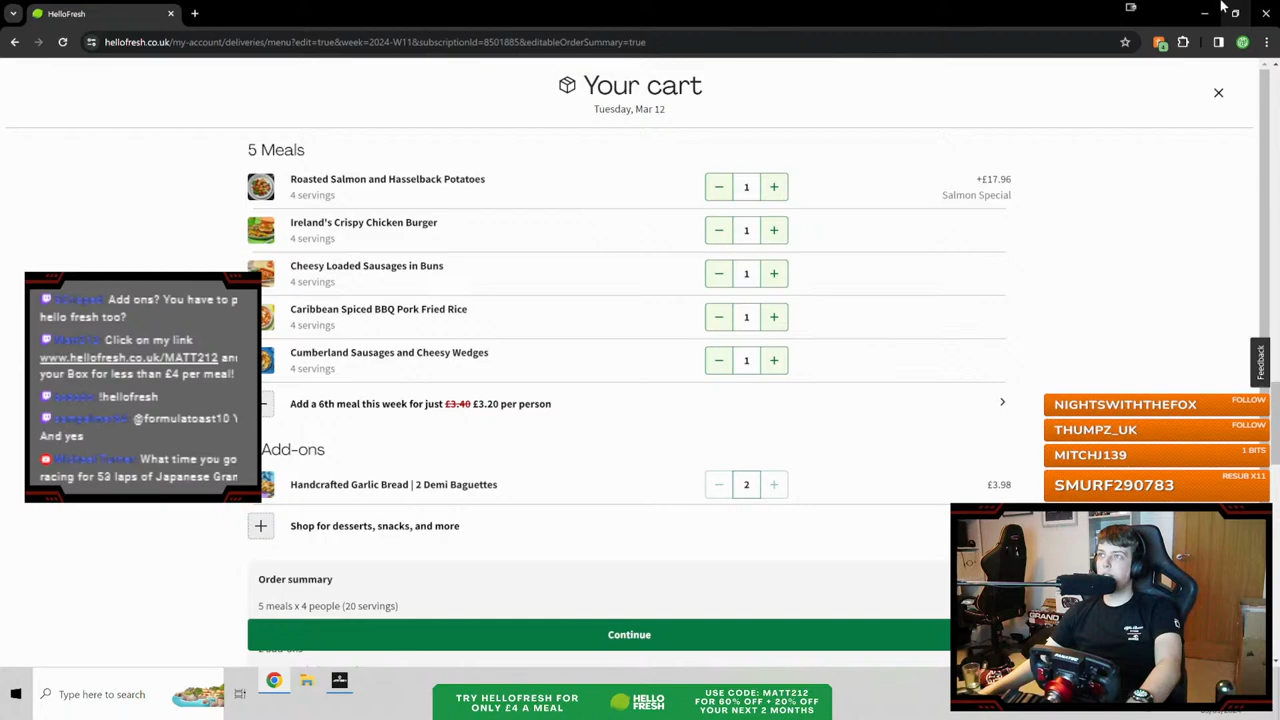 HelloFresh
hellofresh.co.uk/my-account/deliveries/menu?edit=true&week=2024-W11&subscriptionId=8501885&editableOrderSummary=true
Your cart
Tuesday, Mar 12
5 Meals
Roasted Salmon and Hasselback Potatoes
4 servings
1
+£17.96
Salmon Special
Ireland's Crispy Chicken Burger
4 servings
1
Cheesy Loaded Sausages in Buns
4 servings
1
Caribbean Spiced BBQ Pork Fried Rice
4 servings
1
Cumberland Sausages and Cheesy Wedges
4 servings
1
Add a 6th meal this week for just £3.40 £3.20 per person
Add-ons
Handcrafted Garlic Bread | 2 Demi Baguettes
2
£3.98
Shop for desserts, snacks, and more
Order summary
5 meals x 4 people (20 servings)
Continue
Feedback
Add ons? You have to p
hello fresh too?
Click on my link
www.hellofresh.co.uk/MATT212 and
your Box for less than £4 per meal!
!hellofresh
@formulatoast10 Y
And yes
What time you go
racing for 53 laps of Japanese Gran
NIGHTSWITHTHEFOX FOLLOW
THUMPZ_UK FOLLOW
MITCHJ139 1 BITS
SMURF290783 RESUB X11
Type here to search
TRY HELLOFRESH FOR
ONLY £4 A MEAL
HELLO
FRESH
USE CODE: MATT212
FOR 60% OFF + 20% OFF
YOUR NEXT 2 MONTHS